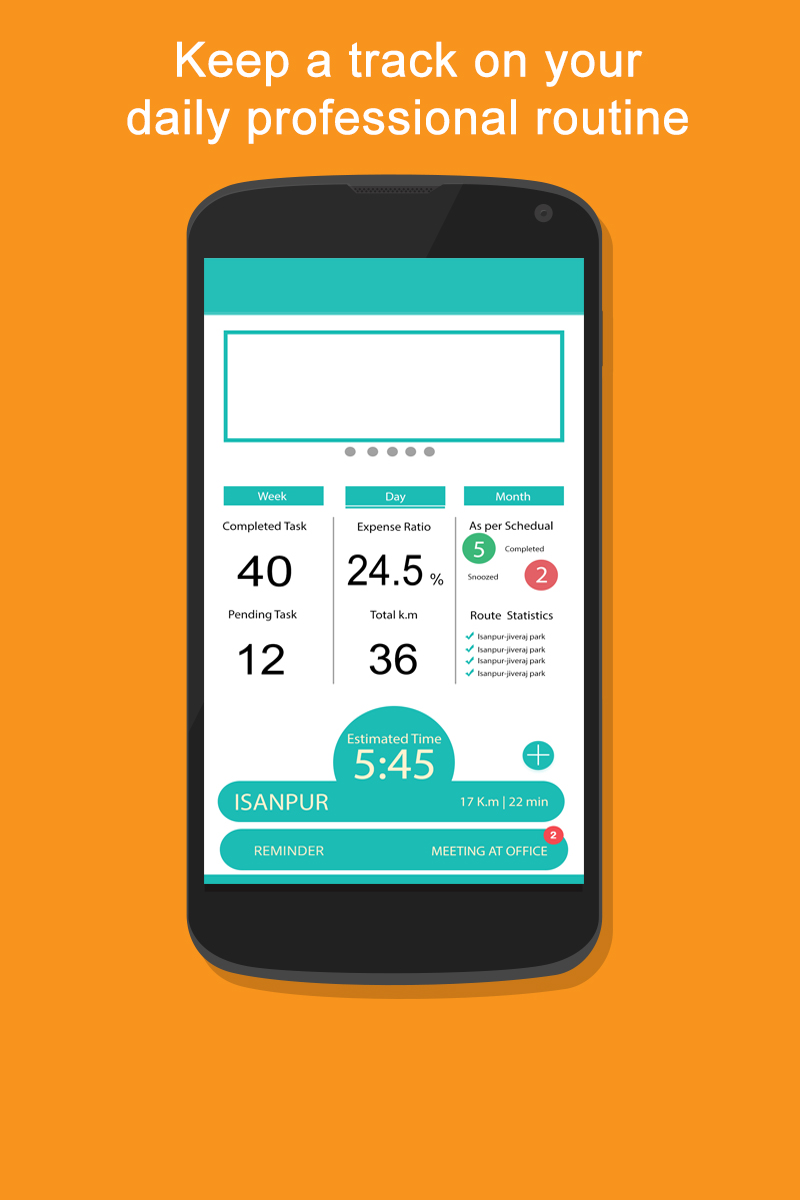 Keep a track on your
daily professional routine
Week Day Month
Completed Task Expense Ratio As per Schedual
40 24.5 % 5 Completed
Snoozed 2
Pending Task Total k.m Route Statistics
12 36
Isanpur-jiveraj park
Isanpur-jiveraj park
Isanpur-jiveraj park
Isanpur-jiveraj park
Estimated Time
5:45
ISANPUR 17 K.m | 22 min
REMINDER MEETING AT OFFICE 2